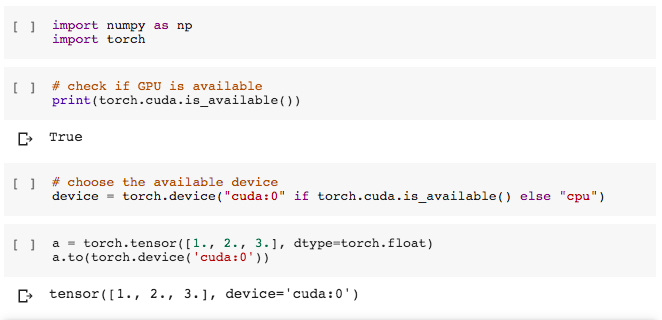 [ ] import numpy as np
import torch
[ ] # check if GPU is available
print(torch.cuda.is_available())
True
[ ] # choose the available device
device = torch.device("cuda:0" if torch.cuda.is_available() else "cpu")
[ ] a = torch.tensor([1., 2., 3.], dtype=torch.float)
a.to(torch.device('cuda:0'))
tensor([1., 2., 3.], device='cuda:0')